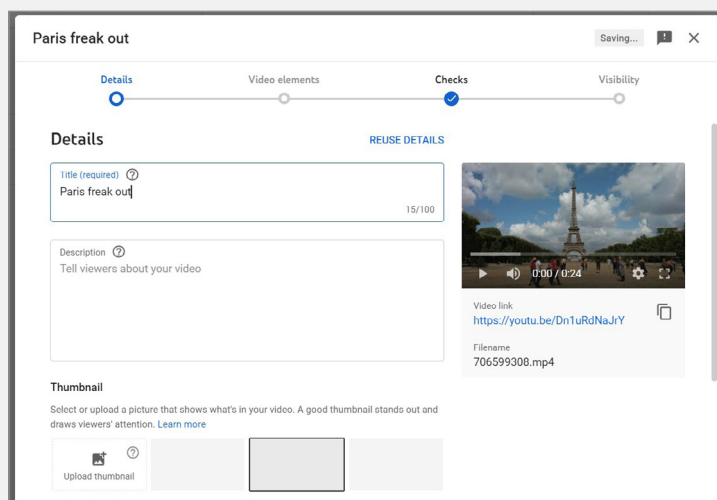 Paris freak out
Saving...
Details
Video elements
Checks
Visibility
Details
REUSE DETAILS
Title (required)
Paris freak out
15/100
Description
Tell viewers about your video
0:00 / 0:24
Video link
https://youtu.be/Dn1uRdNaJrY
Filename
706599308.mp4
Thumbnail
Select or upload a picture that shows what's in your video. A good thumbnail stands out and
draws viewers' attention. Learn more
Upload thumbnail